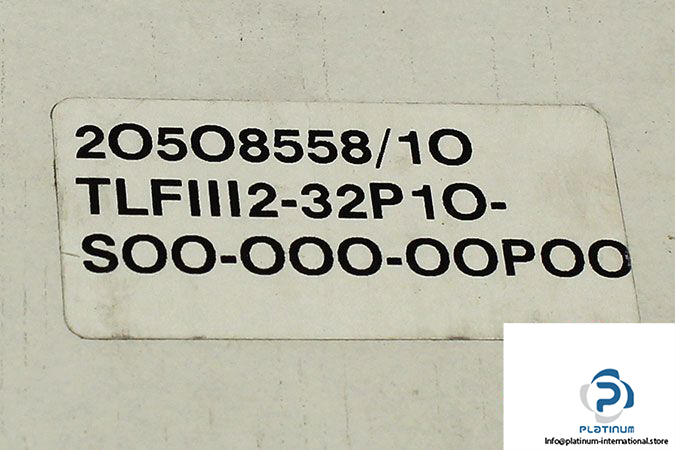 20508558/10
TLFIII2-32P10-
S00-000-00P00
PLATINUM
Info@platinum-international.store